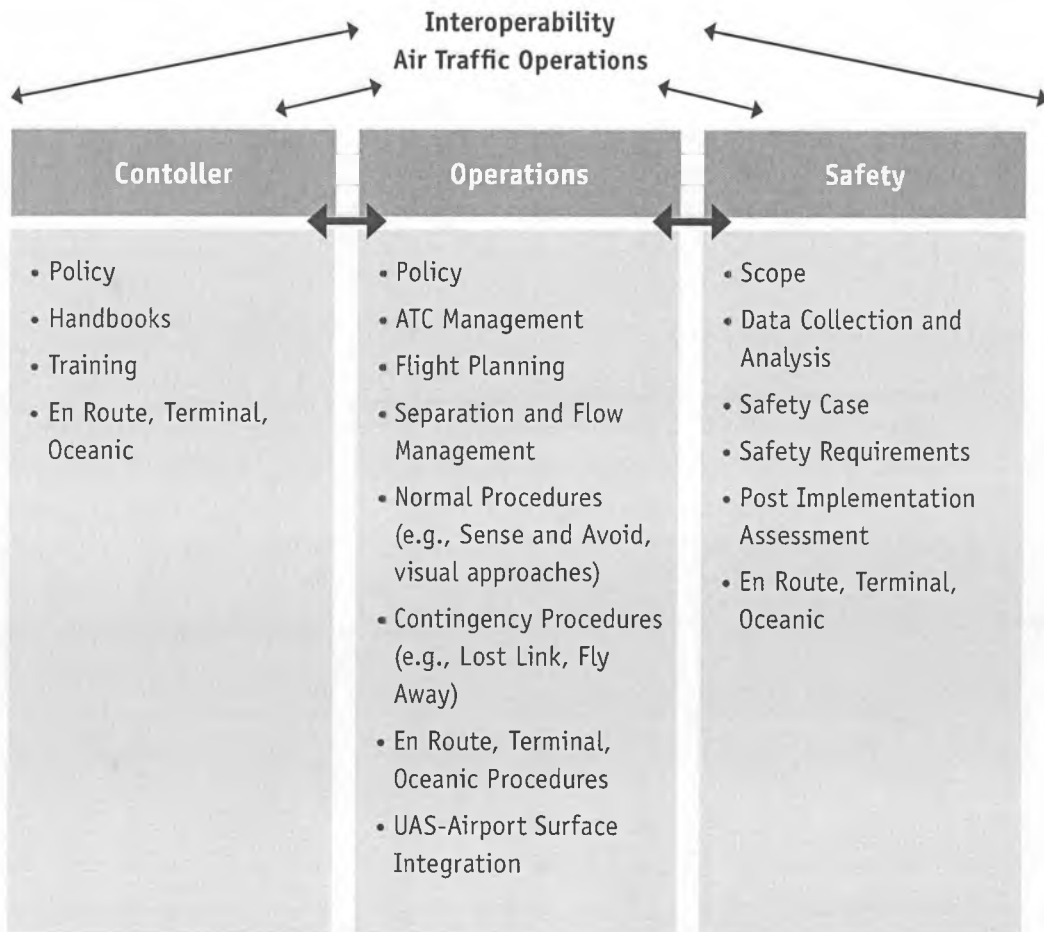 Interoperability
Air Traffic Operations
Contoller
• Policy
• Handbooks
• Training
• En Route, Terminal,
Oceanic
Operations
• Policy
• ATC Management
• Flight Planning
• Separation and Flow
Management
• Normal Procedures
(e.g., Sense and Avoid,
visual approaches)
• Contingency Procedures
(e.g., Lost Link, Fly
Away)
• En Route, Terminal,
Oceanic Procedures
• UAS-Airport Surface
Integration
Safety
• Scope
• Data Collection and
Analysis
• Safety Case
• Safety Requirements
• Post Implementation
Assessment
• En Route, Terminal,
Oceanic